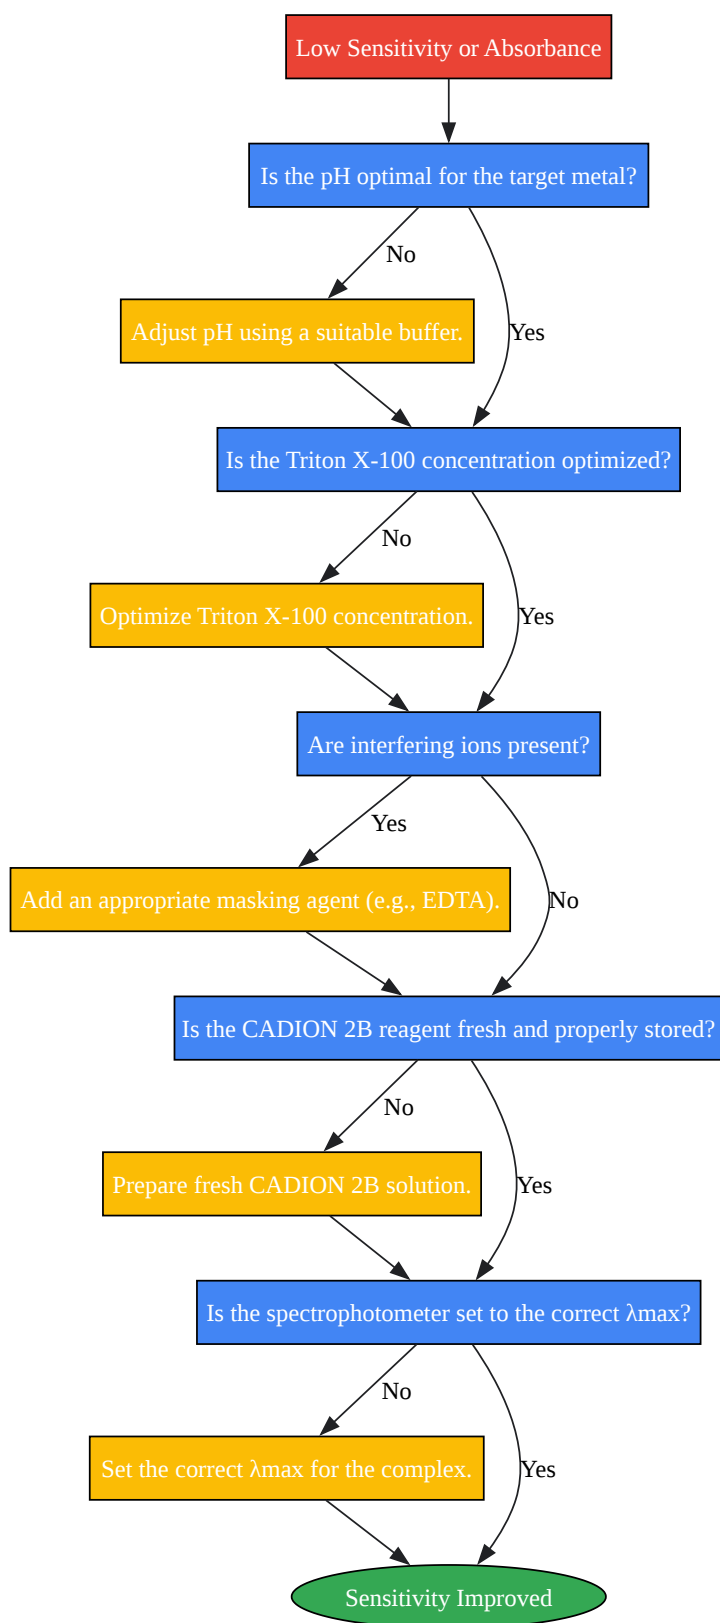 Low Sensitivity or Absorbance
Is the pH optimal for the target metal?
No
Adjust pH using a suitable buffer.
Yes
Is the Triton X-100 concentration optimized?
No
Optimize Triton X-100 concentration.
Yes
Are interfering ions present?
Yes
Add an appropriate masking agent (e.g., EDTA).
No
Is the CADION 2B reagent fresh and properly stored?
No
Prepare fresh CADION 2B solution.
Yes
Is the spectrophotometer set to the correct λmax?
No
Set the correct λmax for the complex.
Yes
Sensitivity Improved